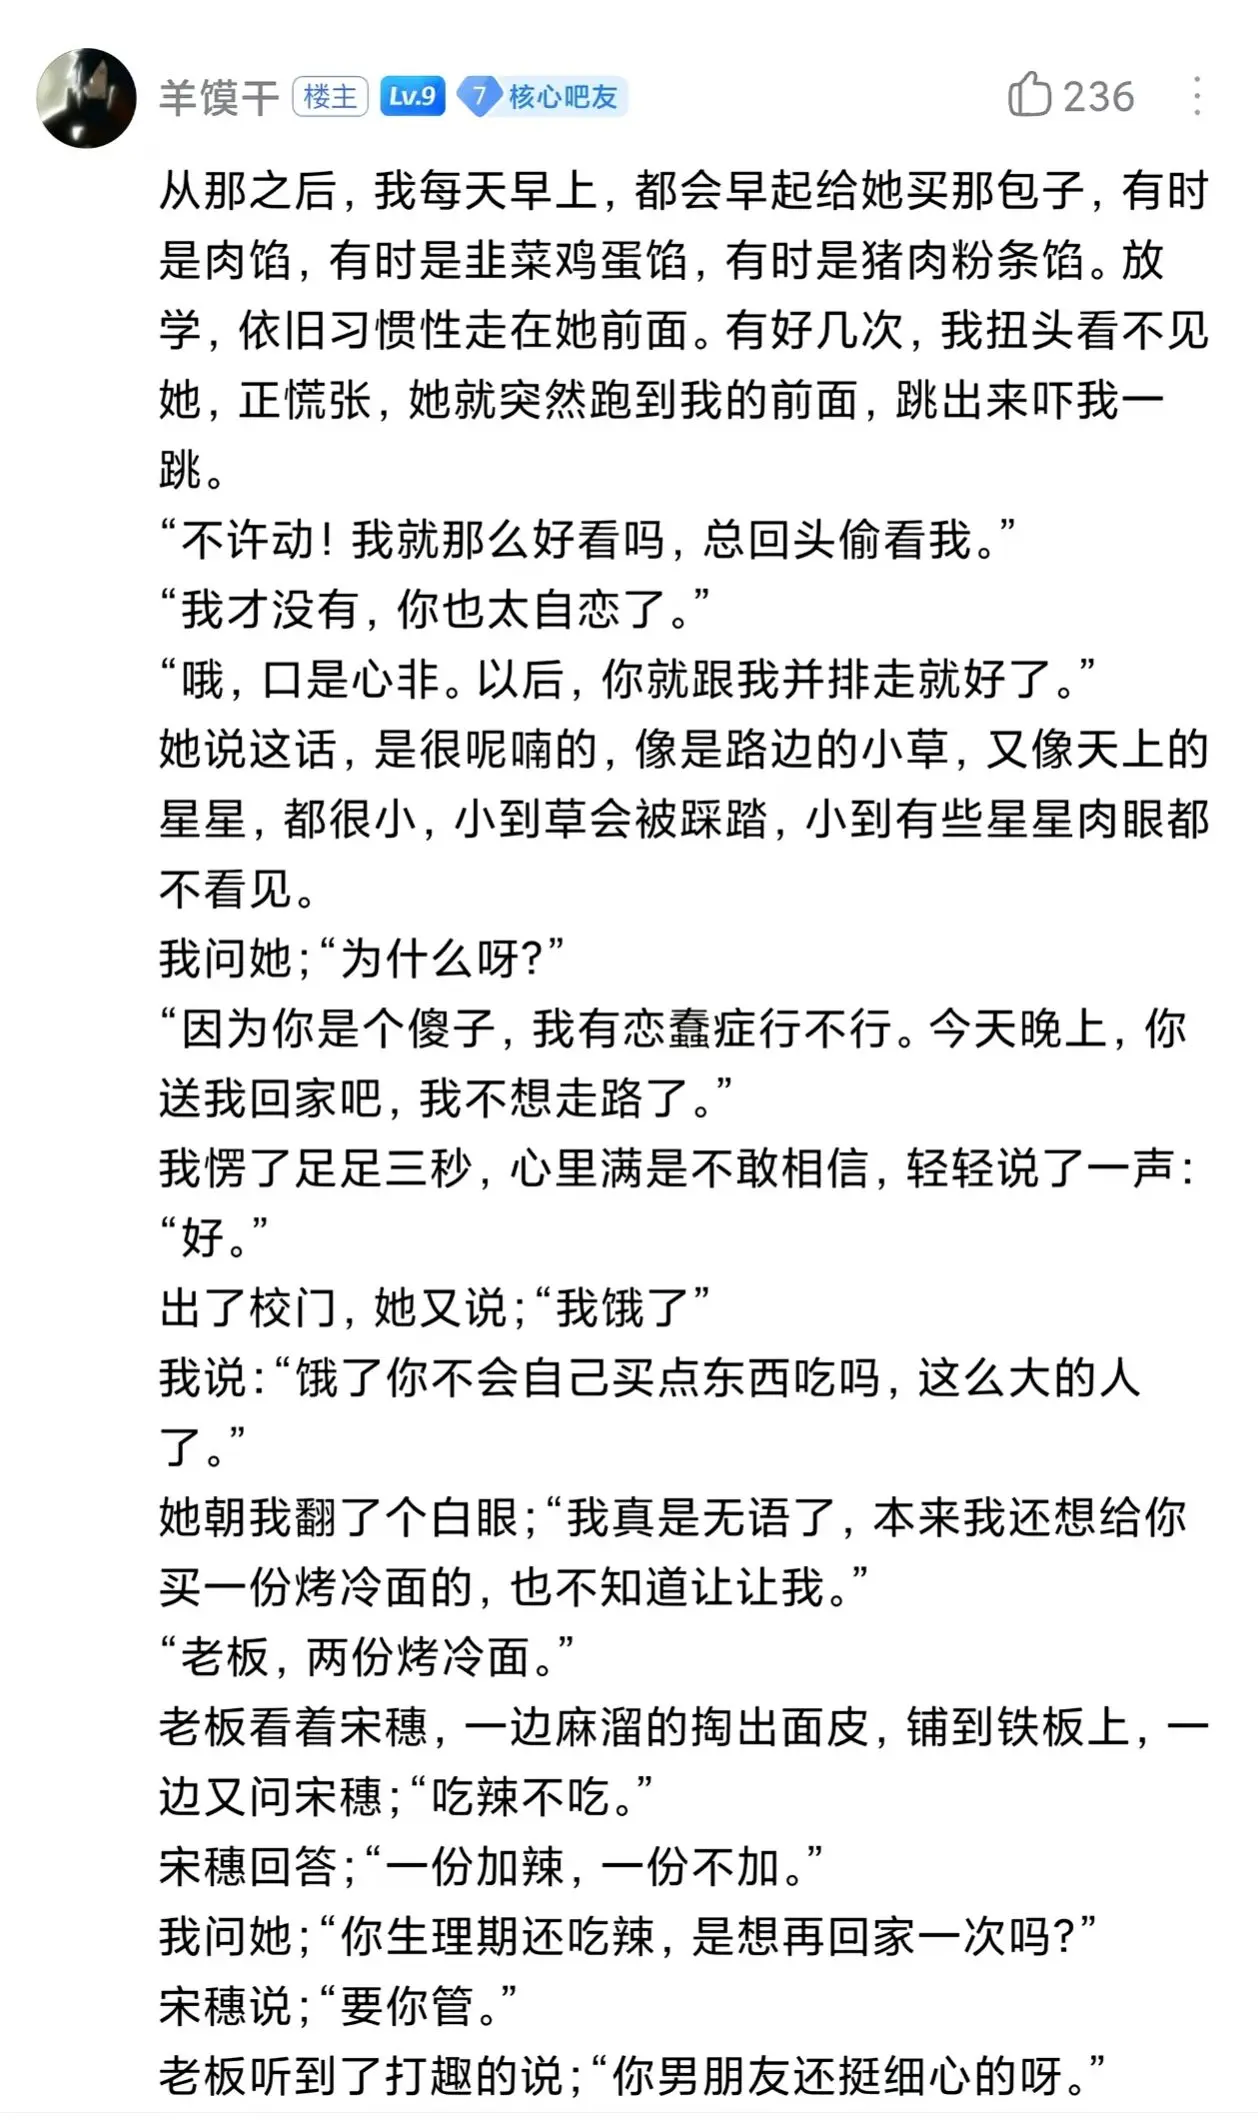 羊馍干 楼主 Lv.9 7 核心吧友 236
从那之后，我每天早上，都会早起给她买那包子，有时
是肉馅，有时是韭菜鸡蛋馅，有时是猪肉粉条馅。放
学，依旧习惯性走在她前面。有好几次，我扭头看不见
她，正慌张，她就突然跑到我的前面，跳出来吓我一
跳。
“不许动！我就那么好看吗，总回头偷看我。”
“我才没有，你也太自恋了。”
“哦，口是心非。以后，你就跟我并排走就好了。”
她说这话，是很呢喃的，像是路边的小草，又像天上的
星星，都很小，小到草会被踩踏，小到有些星星肉眼都
不看见。
我问她；“为什么呀？”
“因为你是个傻子，我有恋蠢症行不行。今天晚上，你
送我回家吧，我不想走路了。”
我愣了足足三秒，心里满是不敢相信，轻轻说了一声：
“好。”
出了校门，她又说；“我饿了”
我说：“饿了你不会自己买点东西吃吗，这么大的人
了。”
她朝我翻了个白眼；“我真是无语了，本来我还想给你
买一份烤冷面的，也不知道让让我。”
“老板，两份烤冷面。”
老板看着宋穗，一边麻溜的掏出面皮，铺到铁板上，一
边又问宋穗；“吃辣不吃。”
宋穗回答；“一份加辣，一份不加。”
我问她；“你生理期还吃辣，是想再回家一次吗？”
宋穗说；“要你管。”
老板听到了打趣的说；“你男朋友还挺细心的呀。”